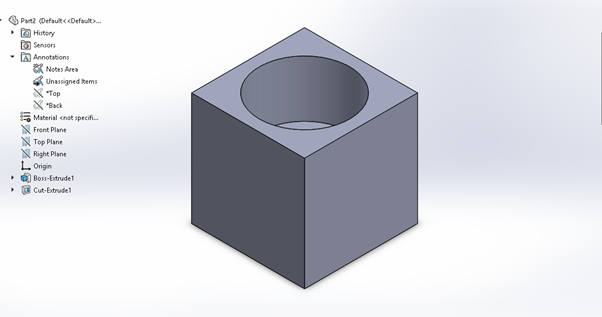 Part2 (Default<<Default>...
History
Sensors
Annotations
Notes Area
Unassigned Items
*Top
*Back
Material <not specifi...
Front Plane
Top Plane
Right Plane
Origin
Boss-Extrude1
Cut-Extrude1